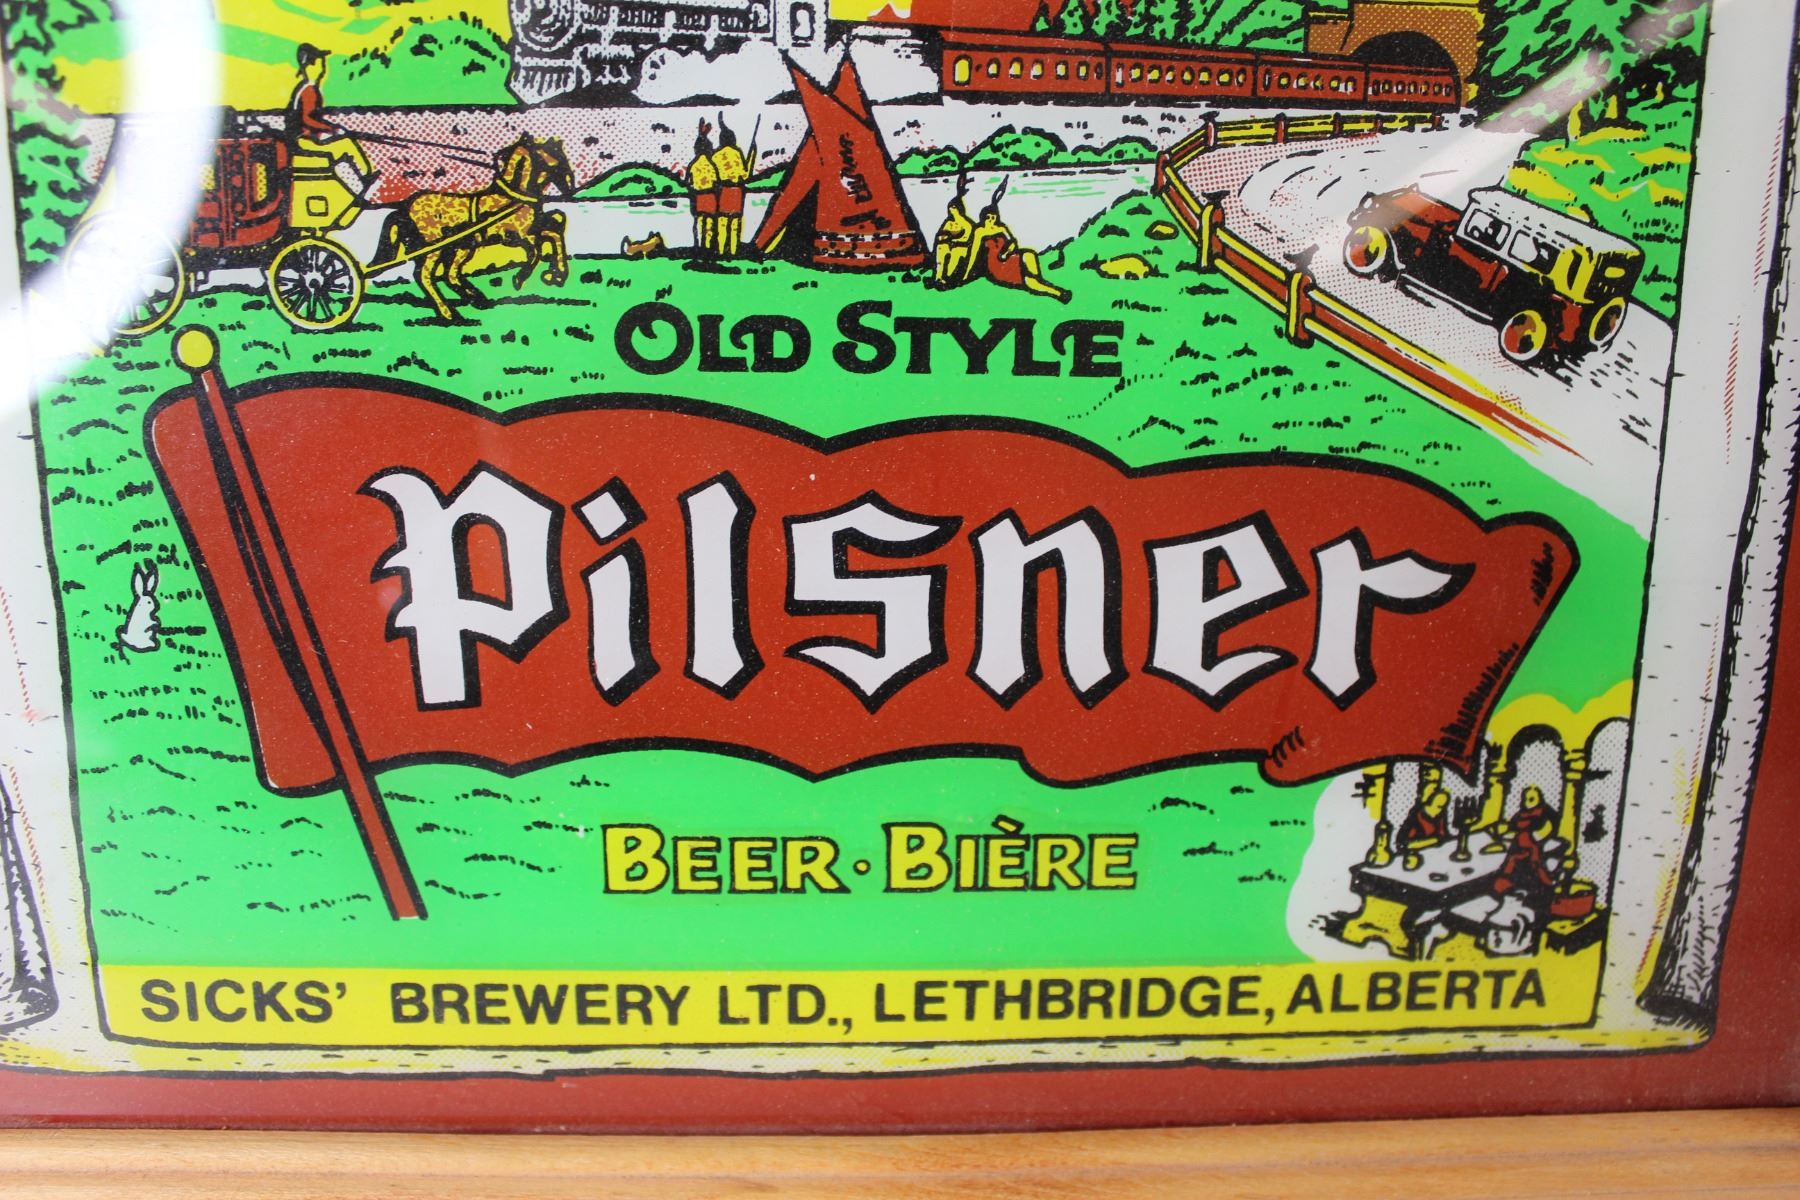 OLD STYLE
Pilsner
BEER · BIÈRE
SICKS' BREWERY LTD., LETHBRIDGE, ALBERTA